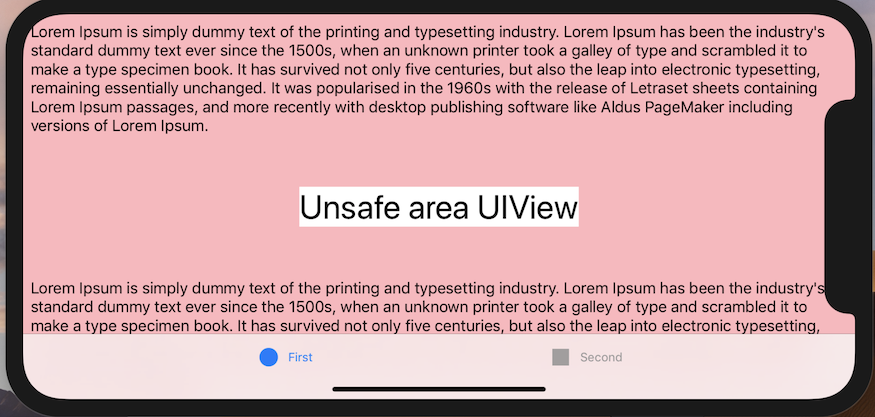 Lorem Ipsum is simply dummy text of the printing and typesetting industry. Lorem Ipsum has been the industry's
standard dummy text ever since the 1500s, when an unknown printer took a galley of type and scrambled it to
make a type specimen book. It has survived not only five centuries, but also the leap into electronic typesetting,
remaining essentially unchanged. It was popularised in the 1960s with the release of Letraset sheets containing
Lorem Ipsum passages, and more recently with desktop publishing software like Aldus PageMaker including
versions of Lorem Ipsum.
Unsafe area UIView
Lorem Ipsum is simply dummy text of the printing and typesetting industry. Lorem Ipsum has been the industry's
standard dummy text ever since the 1500s, when an unknown printer took a galley of type and scrambled it to
make a type specimen book. It has survived not only five centuries, but also the leap into electronic typesetting,
First
Second